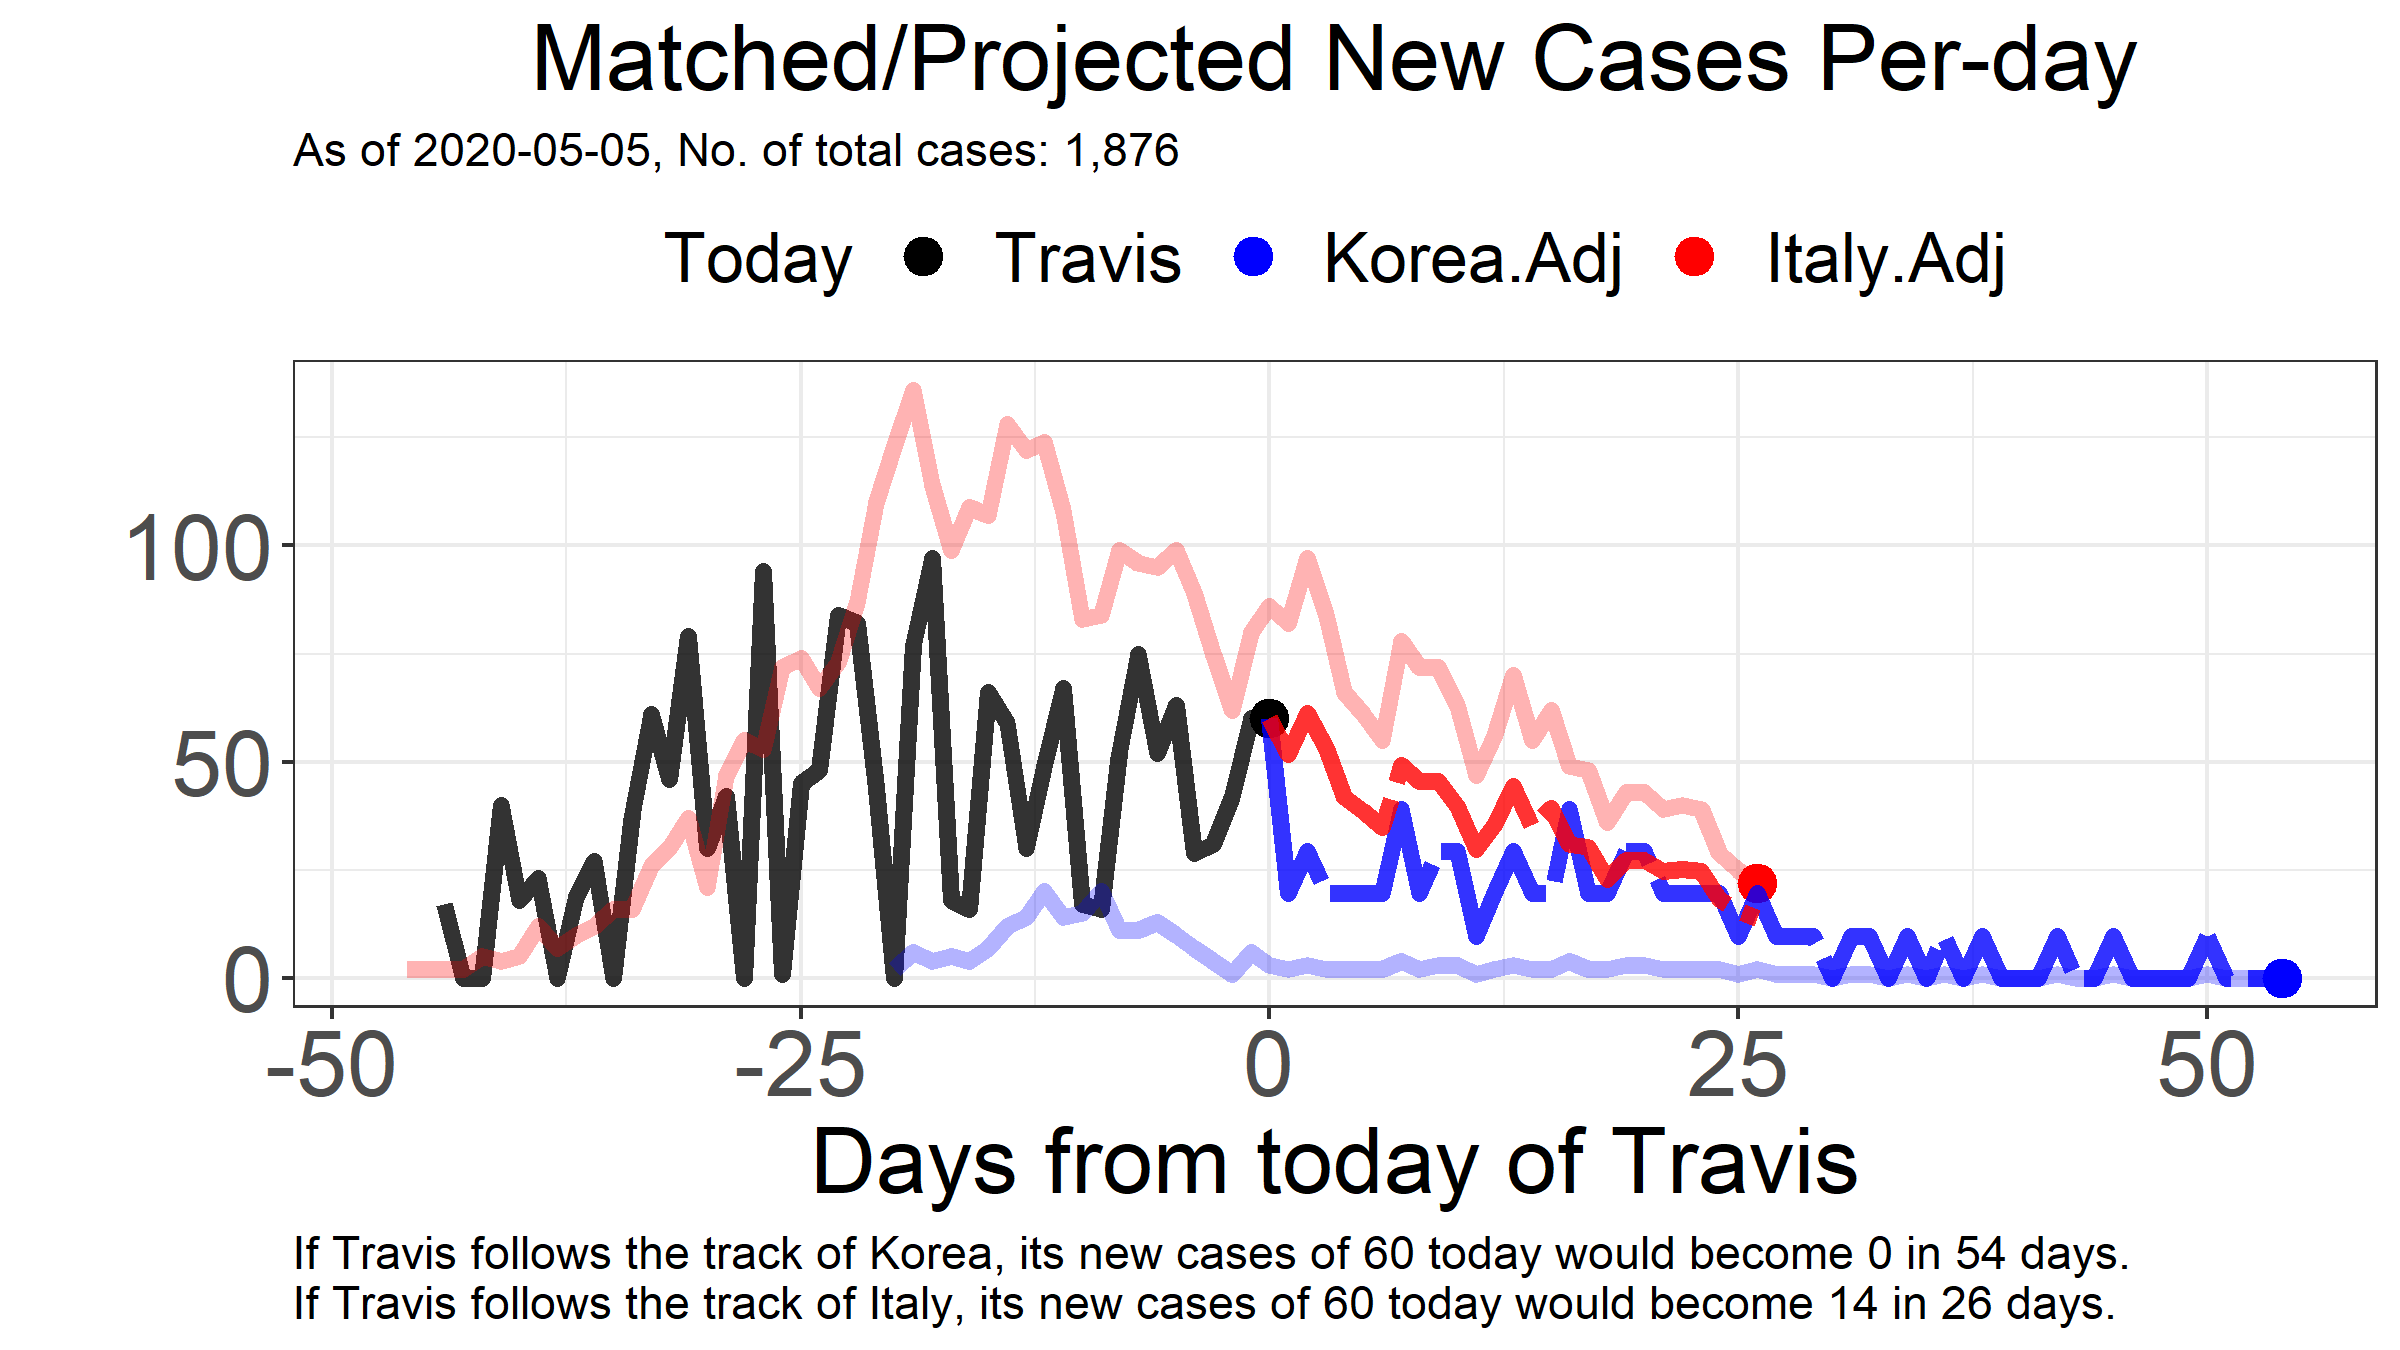 Matched/Projected New Cases Per-day
As of 2020-05-05, No. of total cases: 1,876
Today Travis Korea.Adj Italy.Adj
100
50
0
-50 -25 0 25 50
Days from today of Travis
If Travis follows the track of Korea, its new cases of 60 today would become 0 in 54 days.
If Travis follows the track of Italy, its new cases of 60 today would become 14 in 26 days.